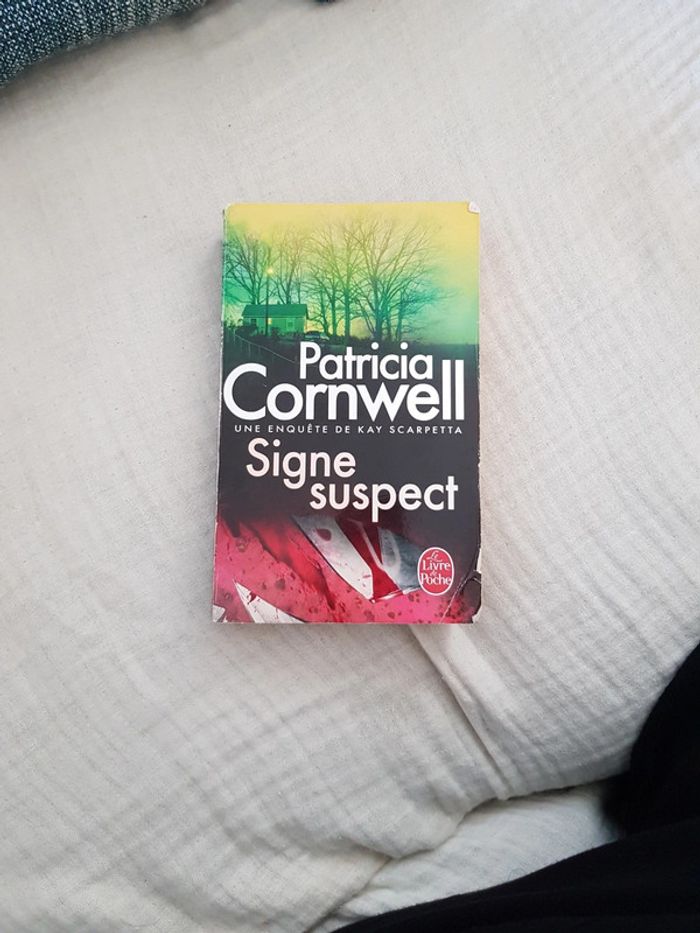 Patricia
Cornwell
UNE ENQUÊTE DE KAY SCARPETTA
Signe
suspect
Le
Livre
de
Poche